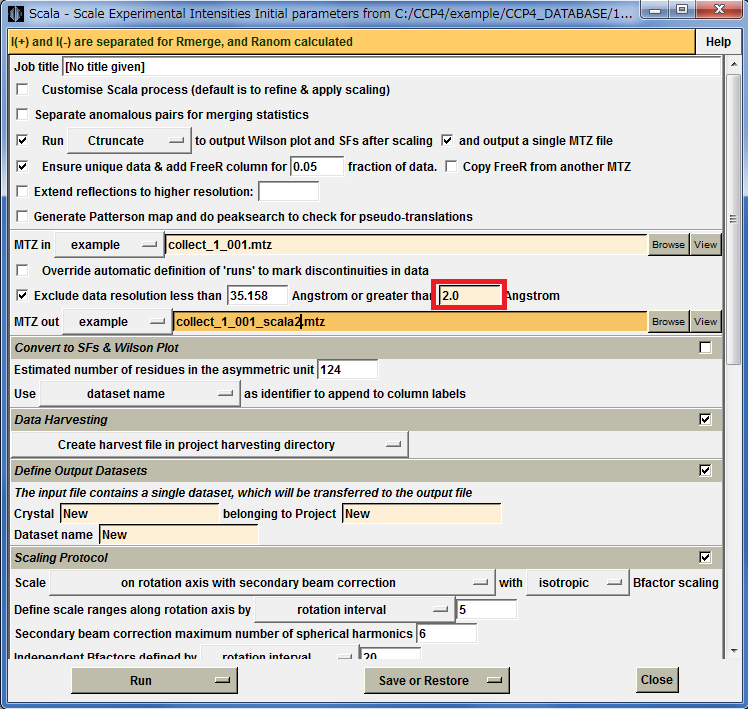 Scala - Scale Experimental Intensities Initial parameters from C:/CCP4/example/CCP4_DATABASE/1...
I(+) and I(-) are separated for Rmerge, and Ranom calculated Help
Job title [No title given]
Customise Scala process (default is to refine & apply scaling)
Separate anomalous pairs for merging statistics
Run Ctruncate to output Wilson plot and SFs after scaling and output a single MTZ file
Ensure unique data & add FreeR column for 0.05 fraction of data. Copy FreeR from another MTZ
Extend reflections to higher resolution:
Generate Patterson map and do peaksearch to check for pseudo-translations
MTZ in example collect_1_001.mtz Browse View
Override automatic definition of 'runs' to mark discontinuities in data
Exclude data resolution less than 35.158 Angstrom or greater than 2.0 Angstrom
MTZ out example collect_1_001_scala2.mtz Browse View
Convert to SFs & Wilson Plot
Estimated number of residues in the asymmetric unit 124
Use dataset name as identifier to append to column labels
Data Harvesting
Create harvest file in project harvesting directory
Define Output Datasets
The input file contains a single dataset, which will be transferred to the output file
Crystal New belonging to Project New
Dataset name New
Scaling Protocol
Scale on rotation axis with secondary beam correction with isotropic Bfactor scaling
Define scale ranges along rotation axis by rotation interval 5
Secondary beam correction maximum number of spherical harmonics 6
Independent Bfactors defined by rotation interval 20
Run Save or Restore Close